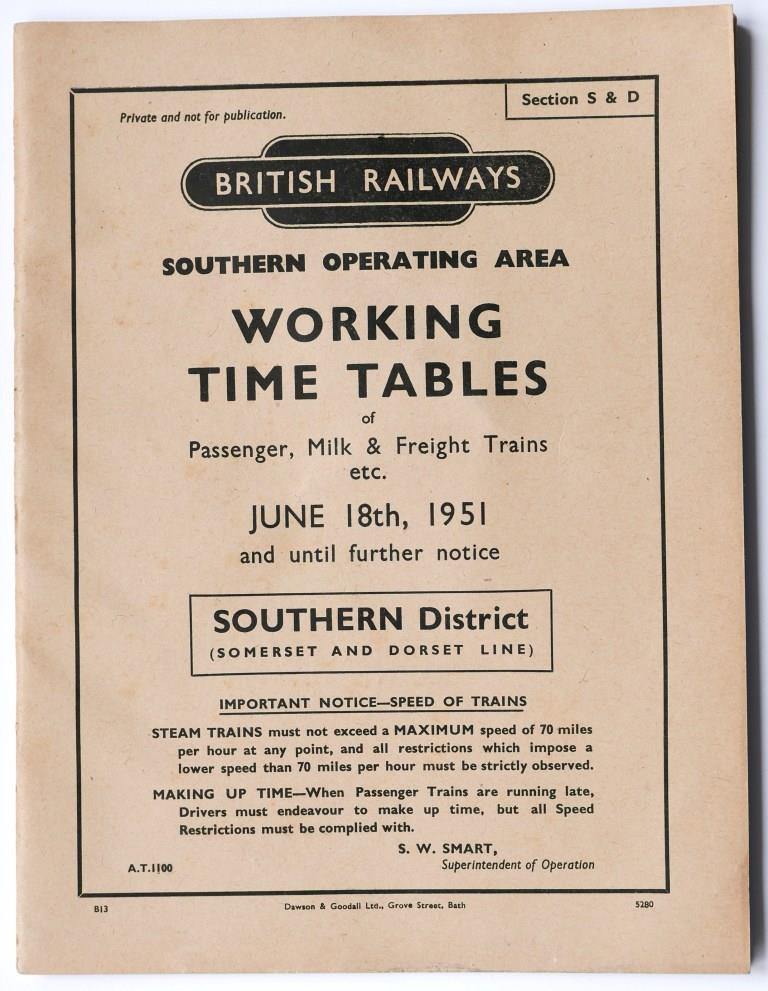 Private and not for publication.
Section S & D
BRITISH RAILWAYS
SOUTHERN OPERATING AREA
WORKING
TIME TABLES
of
Passenger, Milk & Freight Trains
etc.
JUNE 18th, 1951
and until further notice
SOUTHERN District
(SOMERSET AND DORSET LINE)
IMPORTANT NOTICE—SPEED OF TRAINS
STEAM TRAINS must not exceed a MAXIMUM speed of 70 miles
per hour at any point, and all restrictions which impose a
lower speed than 70 miles per hour must be strictly observed.
MAKING UP TIME—When Passenger Trains are running late,
Drivers must endeavour to make up time, but all Speed
Restrictions must be complied with.
S. W. SMART,
Superintendent of Operation
A.T.1100
B13
Dawson & Goodall Ltd., Grove Street, Bath
5280